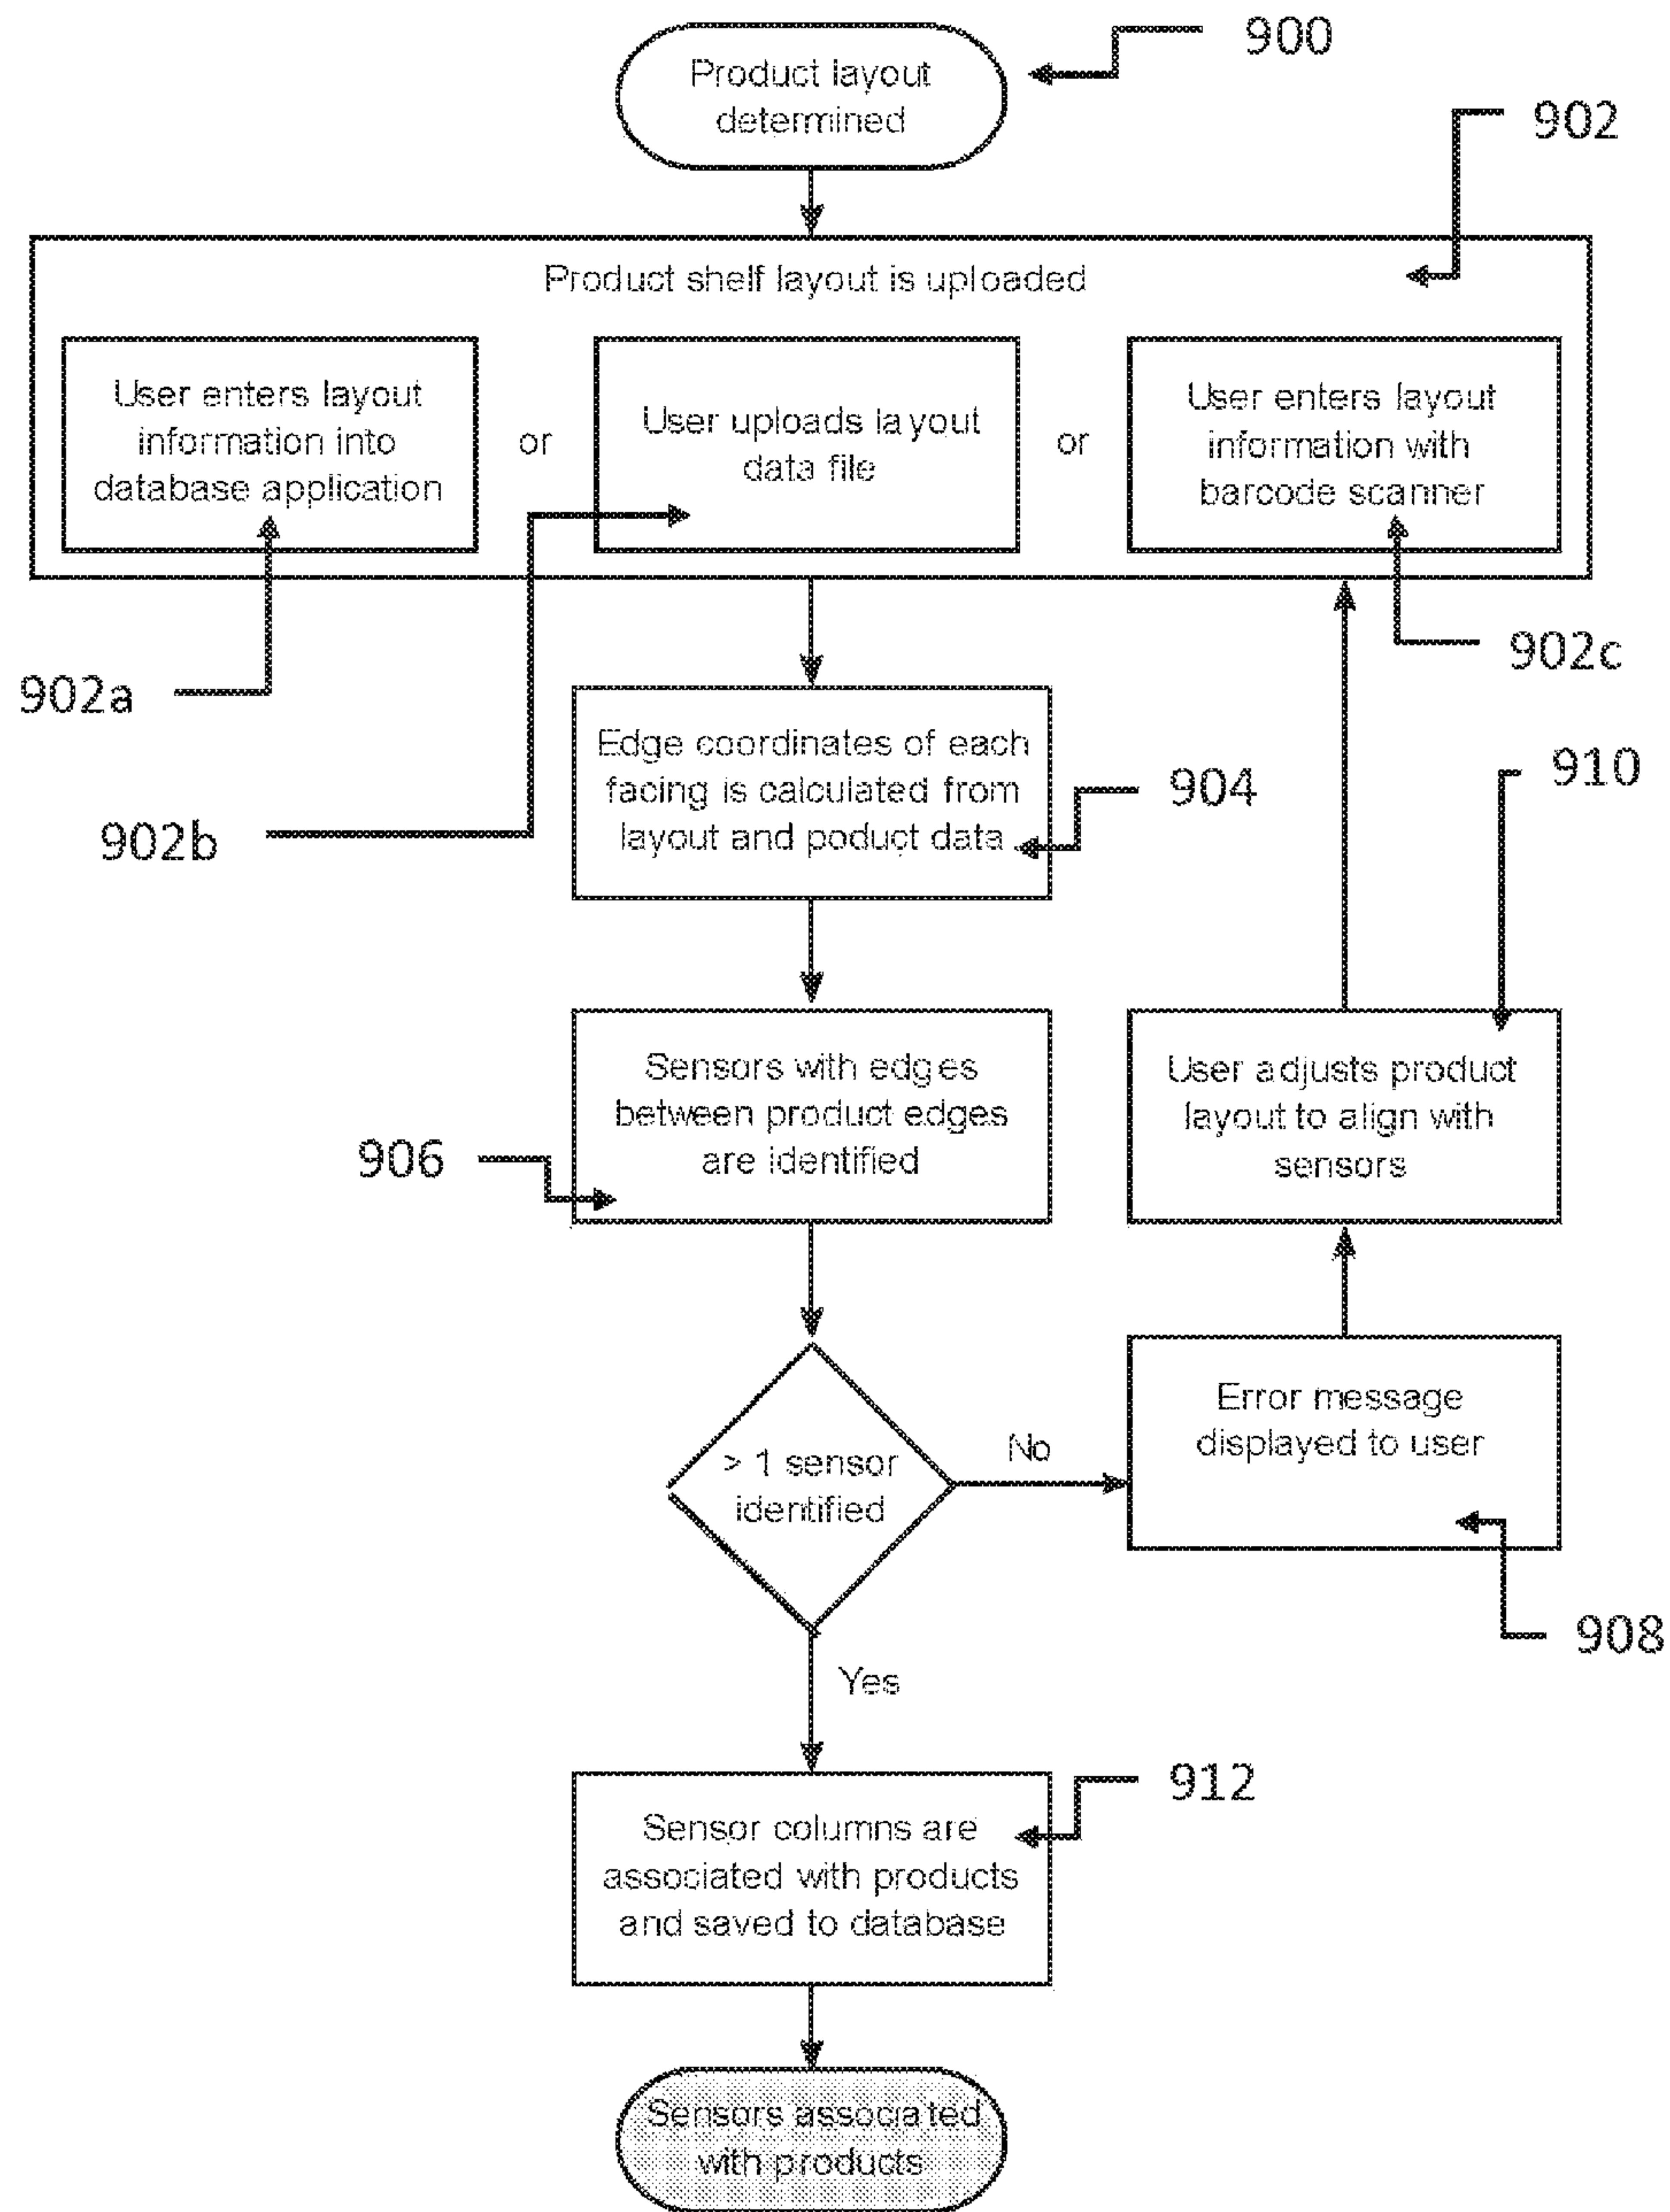 900
Product layout
determined
902
Product shelf layout is uploaded
User enters layout
information into
database application
or
User uploads layout
data file
or
User enters layout
information with
barcode scanner
902a
902b
902c
Edge coordinates of each
facing is calculated from
layout and poduct data
904
910
Sensors with edges
between product edges
are identified
906
User adjusts product
layout to align with
sensors
> 1 sensor
identified
No
Error message
displayed to user
908
Yes
912
Sensor columns are
associated with products
and saved to database
Sensors associated
with products